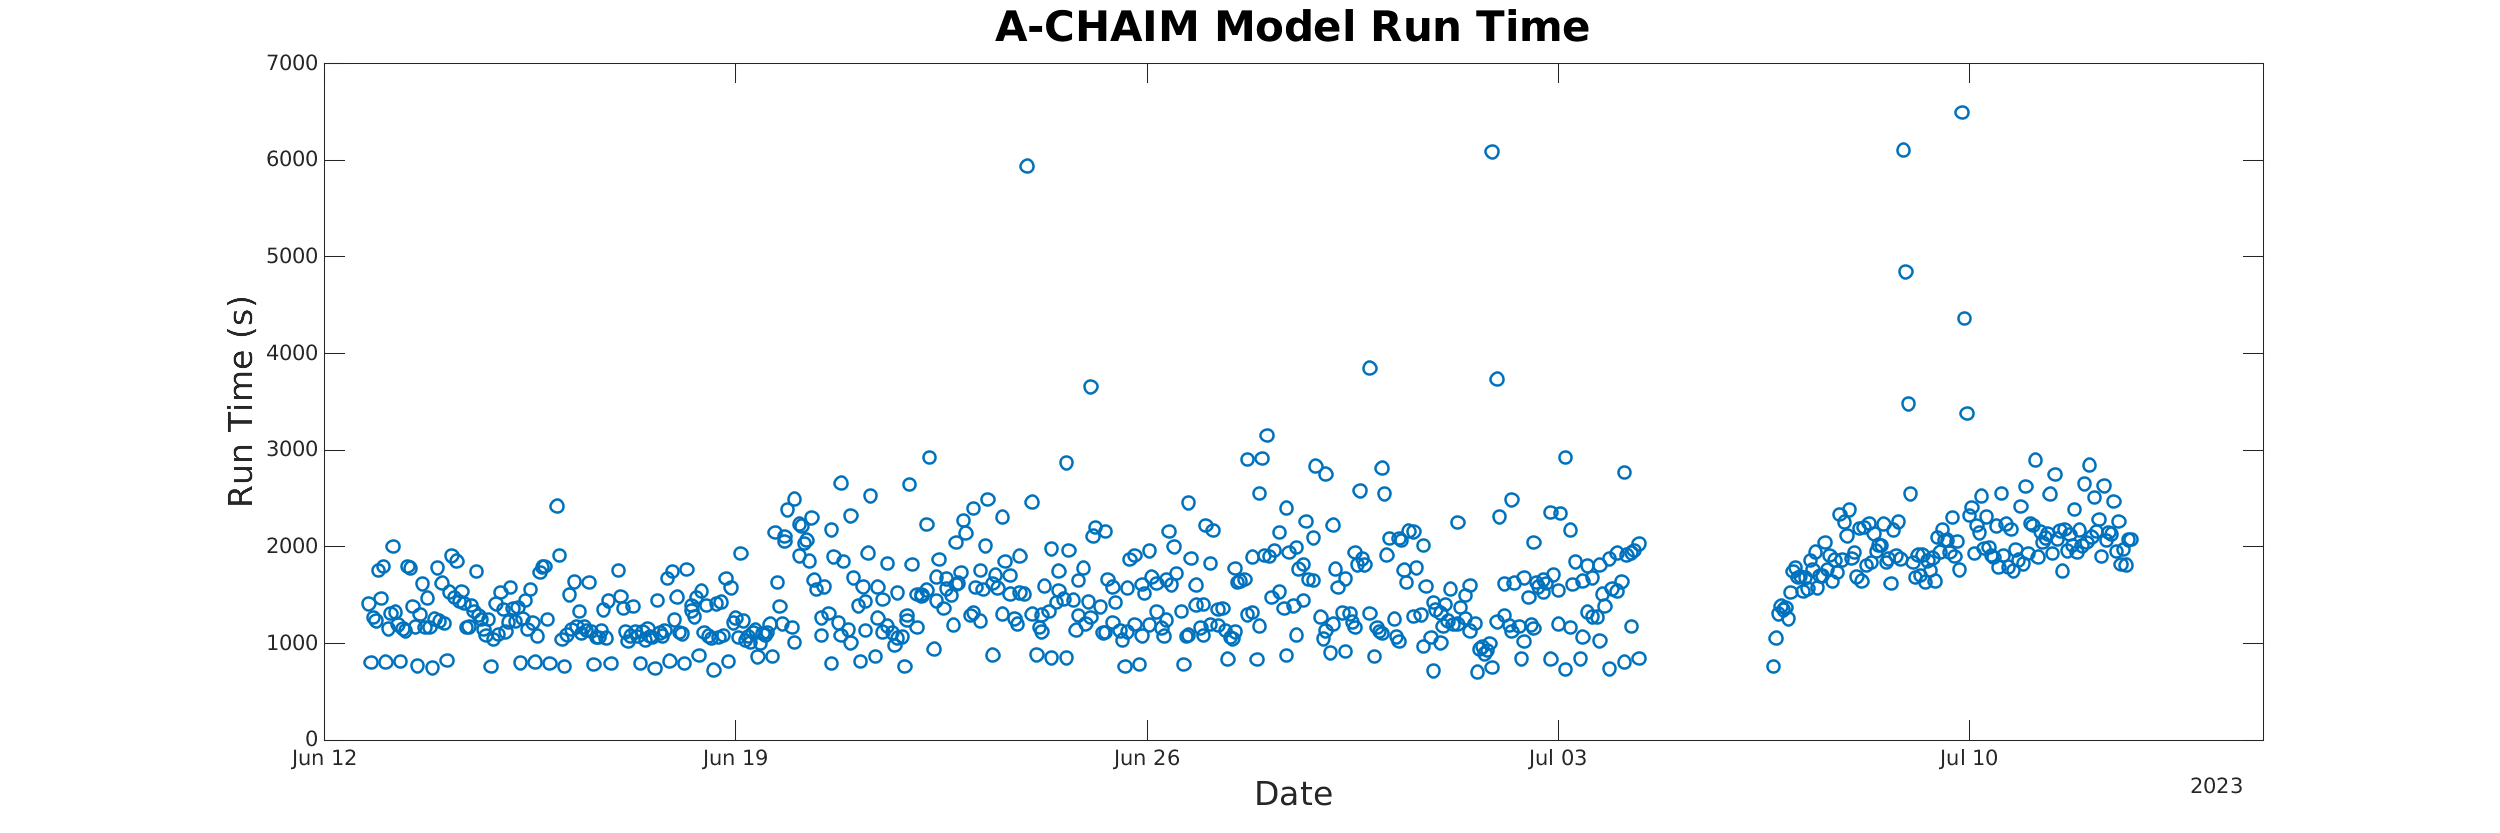 A-CHAIM Model Run Time
7000
6000
5000
4000
3000
2000
1000
0
Run Time (s)
Jun 12
Jun 19
Jun 26
Jul 03
Jul 10
2023
Date